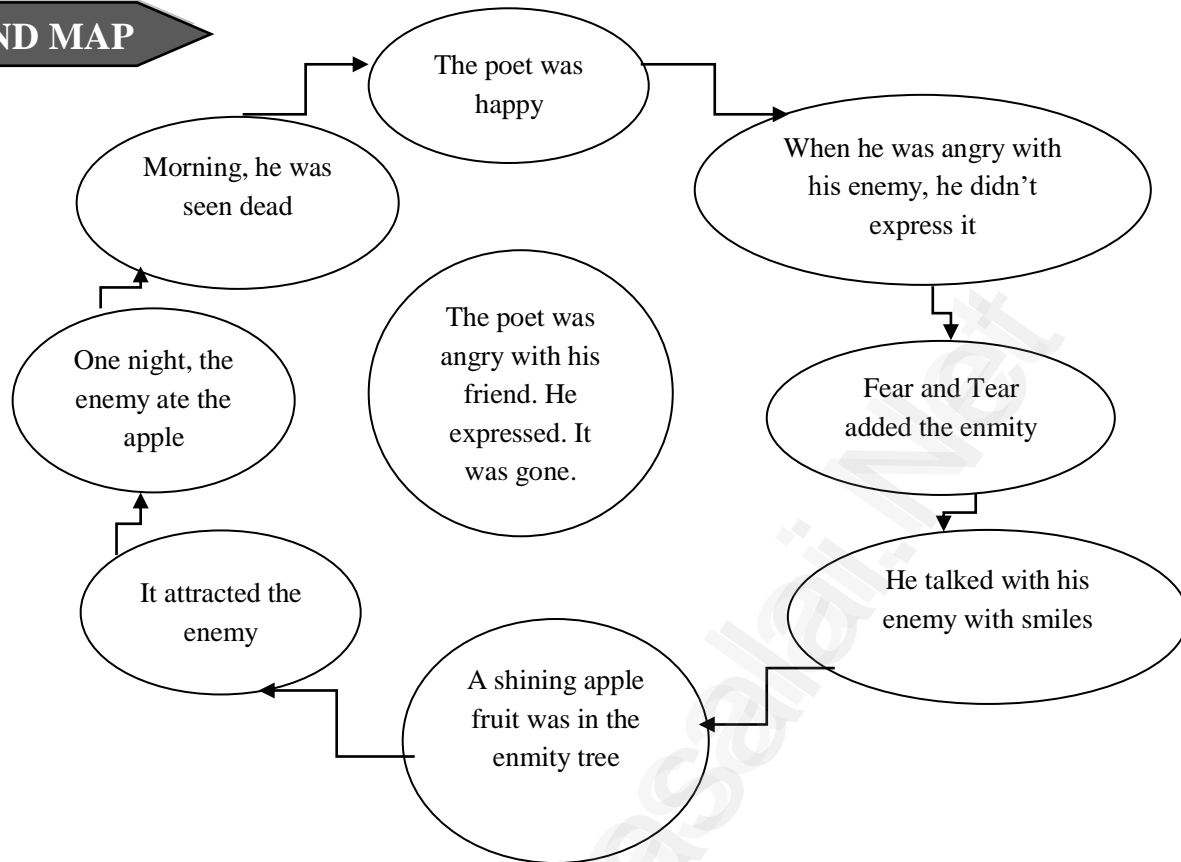 ND MAP
The poet was
happy
When he was angry with
his enemy, he didn’t
express it
Fear and Tear
added the enmity
He talked with his
enemy with smiles
A shining apple
fruit was in the
enmity tree
It attracted the
enemy
One night, the
enemy ate the
apple
Morning, he was
seen dead
The poet was
angry with his
friend. He
expressed. It
was gone.
asalai.Net